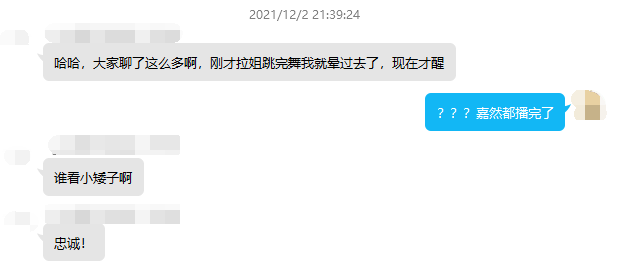 2021/12/2 21:39:24
哈哈，大家聊了这么多啊，刚才拉姐跳完舞我就晕过去了，现在才醒
？？？嘉然都播完了
谁看小矮子啊
忠诚！